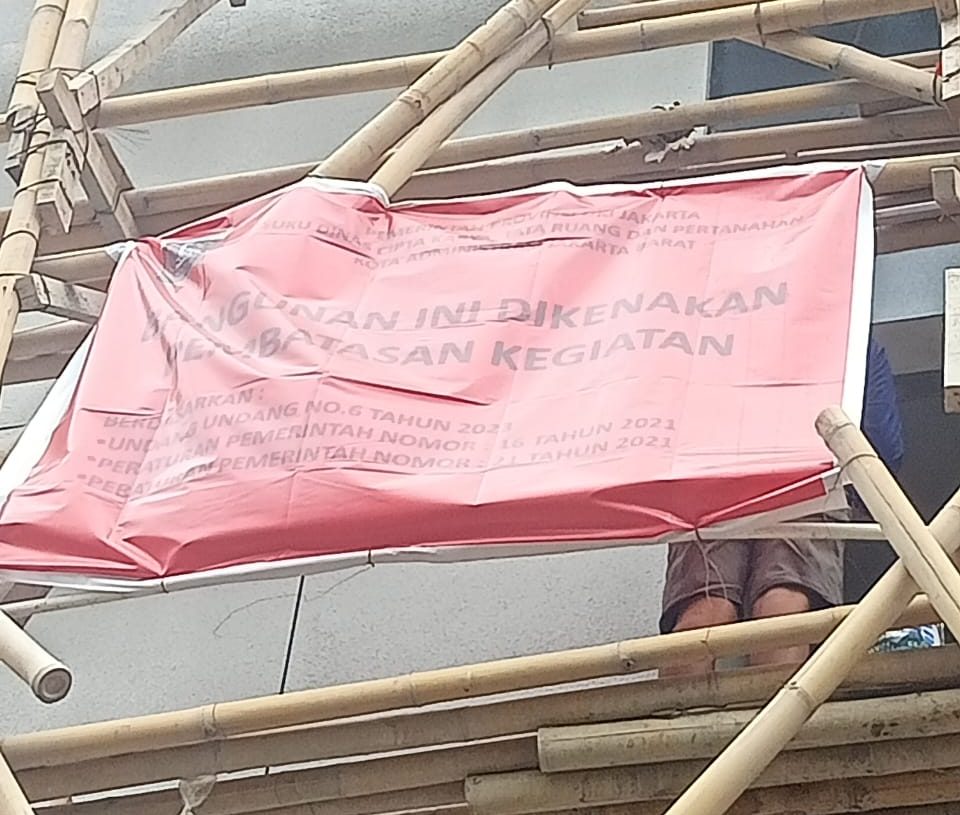 PEMERINTAH PROVINSI DKI JAKARTA
SUKU DINAS CIPTA KARYA, TATA RUANG DAN PERTANAHAN
KOTA ADMINISTRASI JAKARTA BARAT
BANGUNAN INI DIKENAKAN
PEMBATASAN KEGIATAN
BERDASARKAN :
•UNDANG UNDANG NO.6 TAHUN 2023
•PERATURAN PEMERINTAH NOMOR : 16 TAHUN 2021
•PERATURAN PEMERINTAH NOMOR : 21 TAHUN 2021